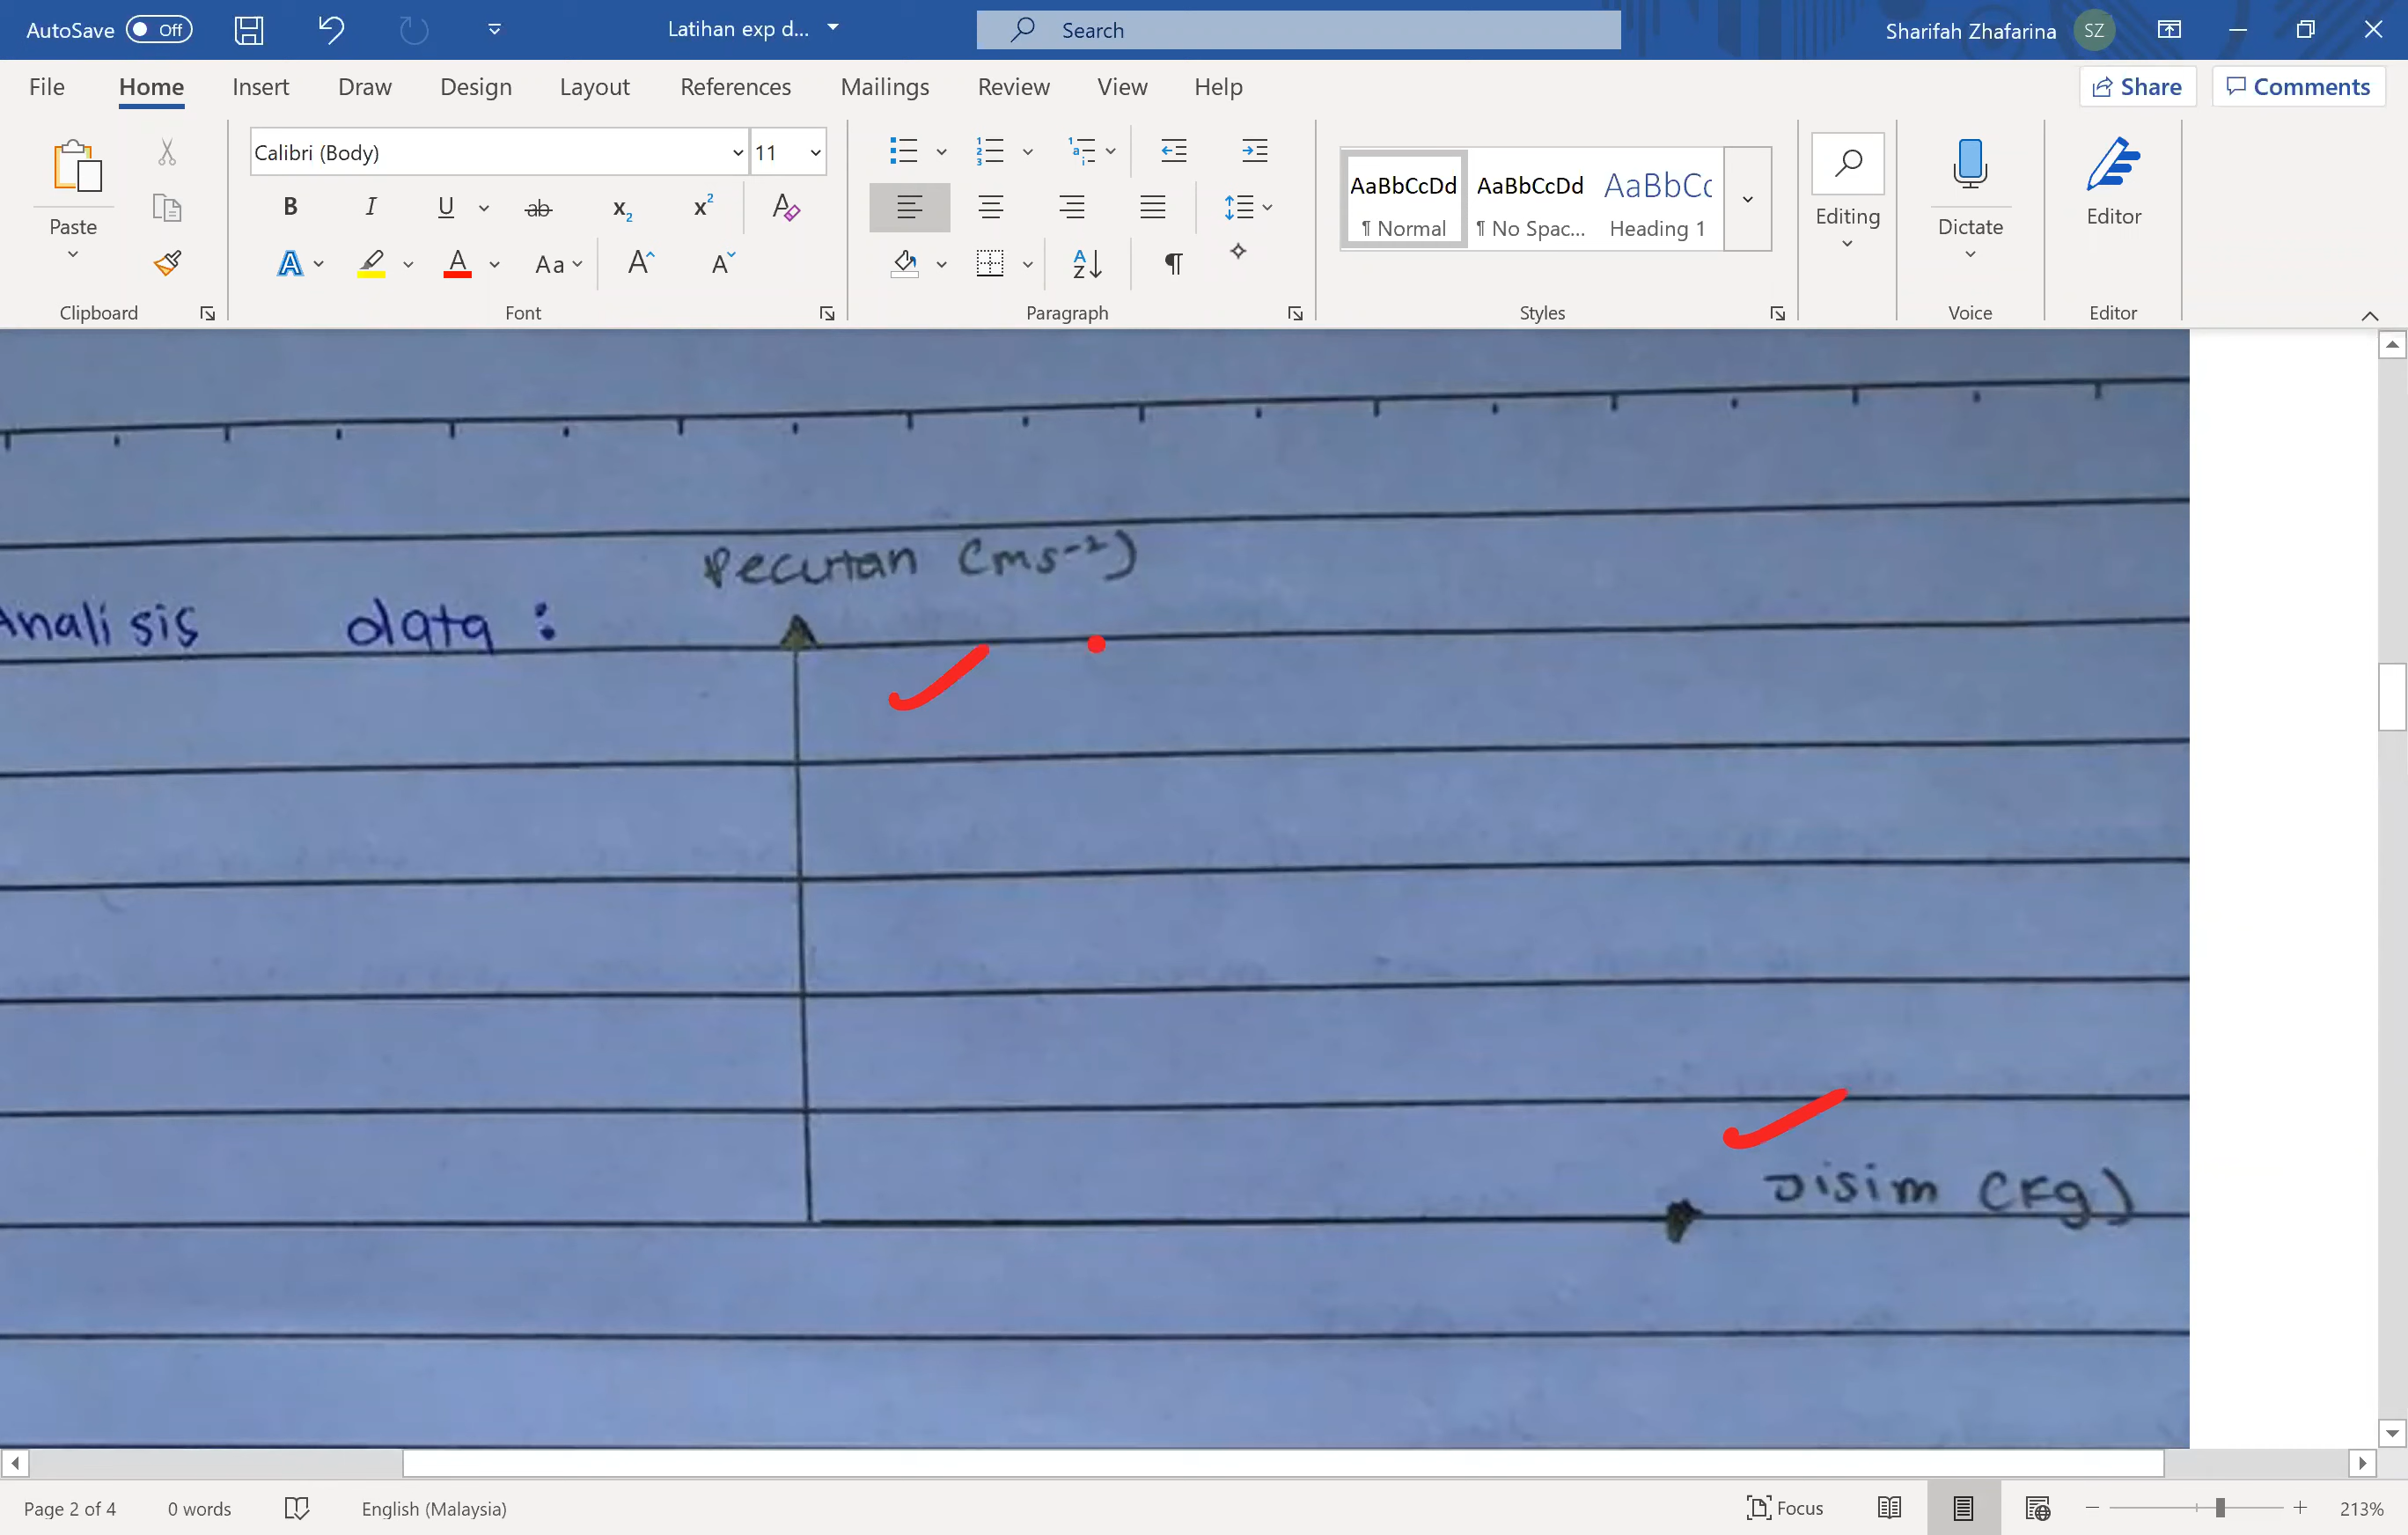 AutoSave Off Latihan exp d... Search Sharifah Zhafarina SZ
File Home Insert Draw Design Layout References Mailings Review View Help Share Comments
Paste Calibri (Body) 11 AaBbCcDd AaBbCcDd AaBbCc Editing Dictate Editor
¶ Normal ¶ No Spac... Heading 1
Clipboard Font Paragraph Styles Voice Editor
Pecutan (ms⁻²)
Analisis data :
Jisim (kg)
Page 2 of 4 0 words English (Malaysia) Focus 213%